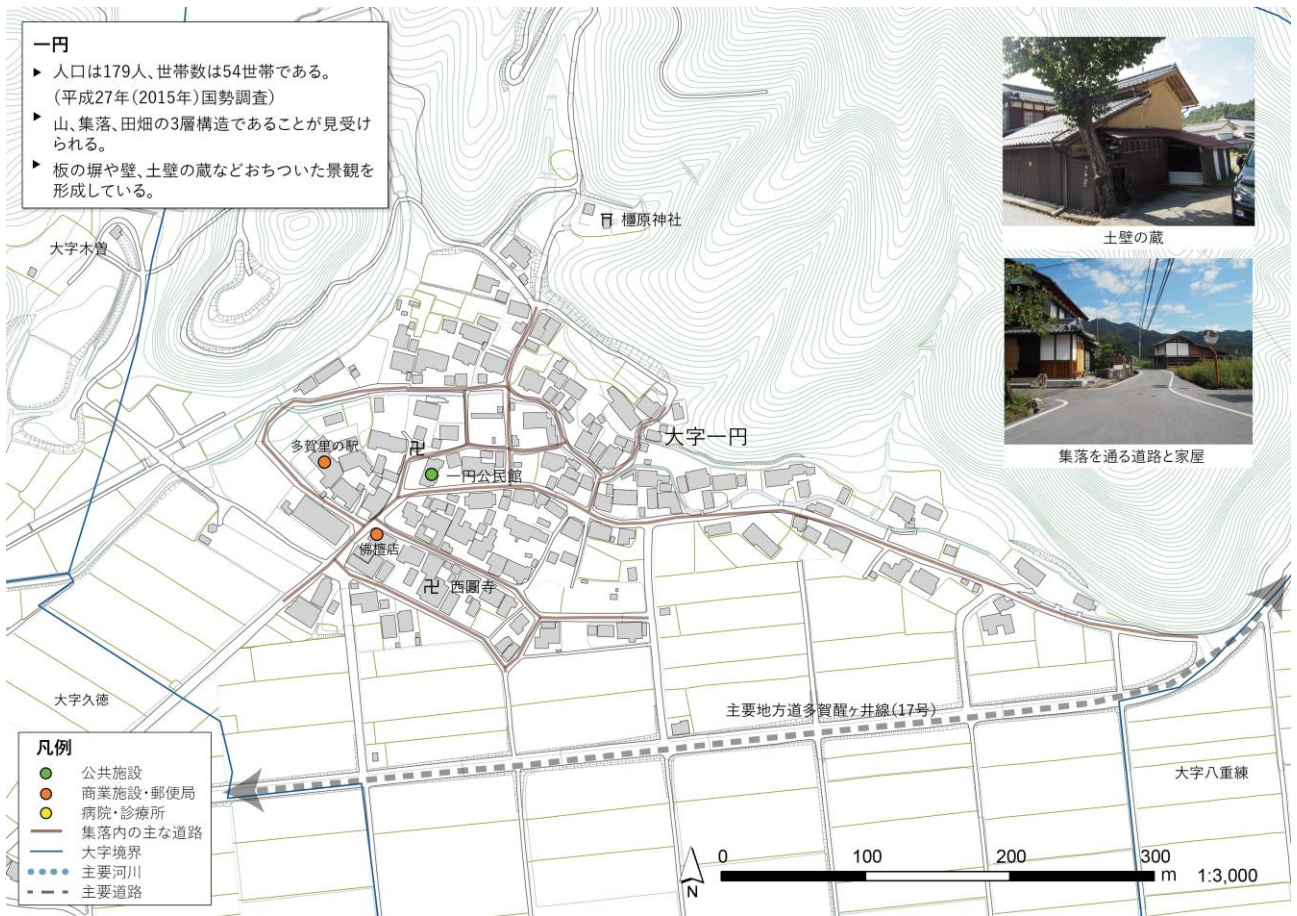 一円
▶ 人口は179人、世帯数は54世帯である。
（平成27年(2015年)国勢調査）
▶ 山、集落、田畑の3層構造であることが見受け
られる。
▶ 板の塀や壁、土壁の蔵などおちついた景観を
形成している。
土壁の蔵
集落を通る道路と家屋
大字木曽
橿原神社
多賀里の駅
大字一円
一円公民館
佛檀店
西圓寺
大字久徳
主要地方道多賀醒ヶ井線(17号)
大字八重練
凡例
公共施設
商業施設・郵便局
病院・診療所
集落内の主な道路
大字境界
主要河川
主要道路
N
0 100 200 300
m 1:3,000